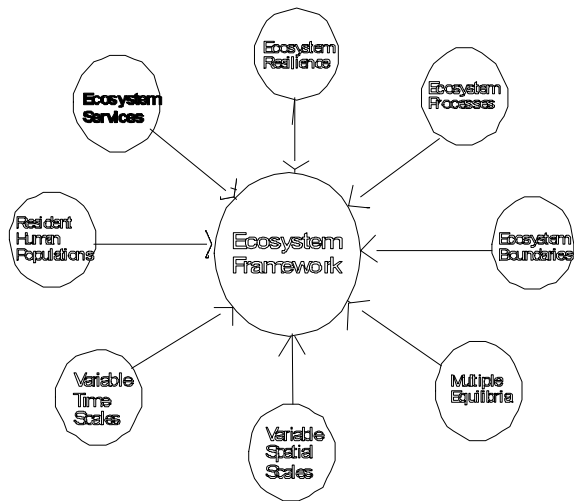 Ecosystem
Resilience
Ecosystem
Services
Ecosystem
Processes
Resident
Human
Populations
Ecosystem
Framework
Ecosystem
Boundaries
Variable
Time
Scales
Variable
Spatial
Scales
Multiple
Equilibria